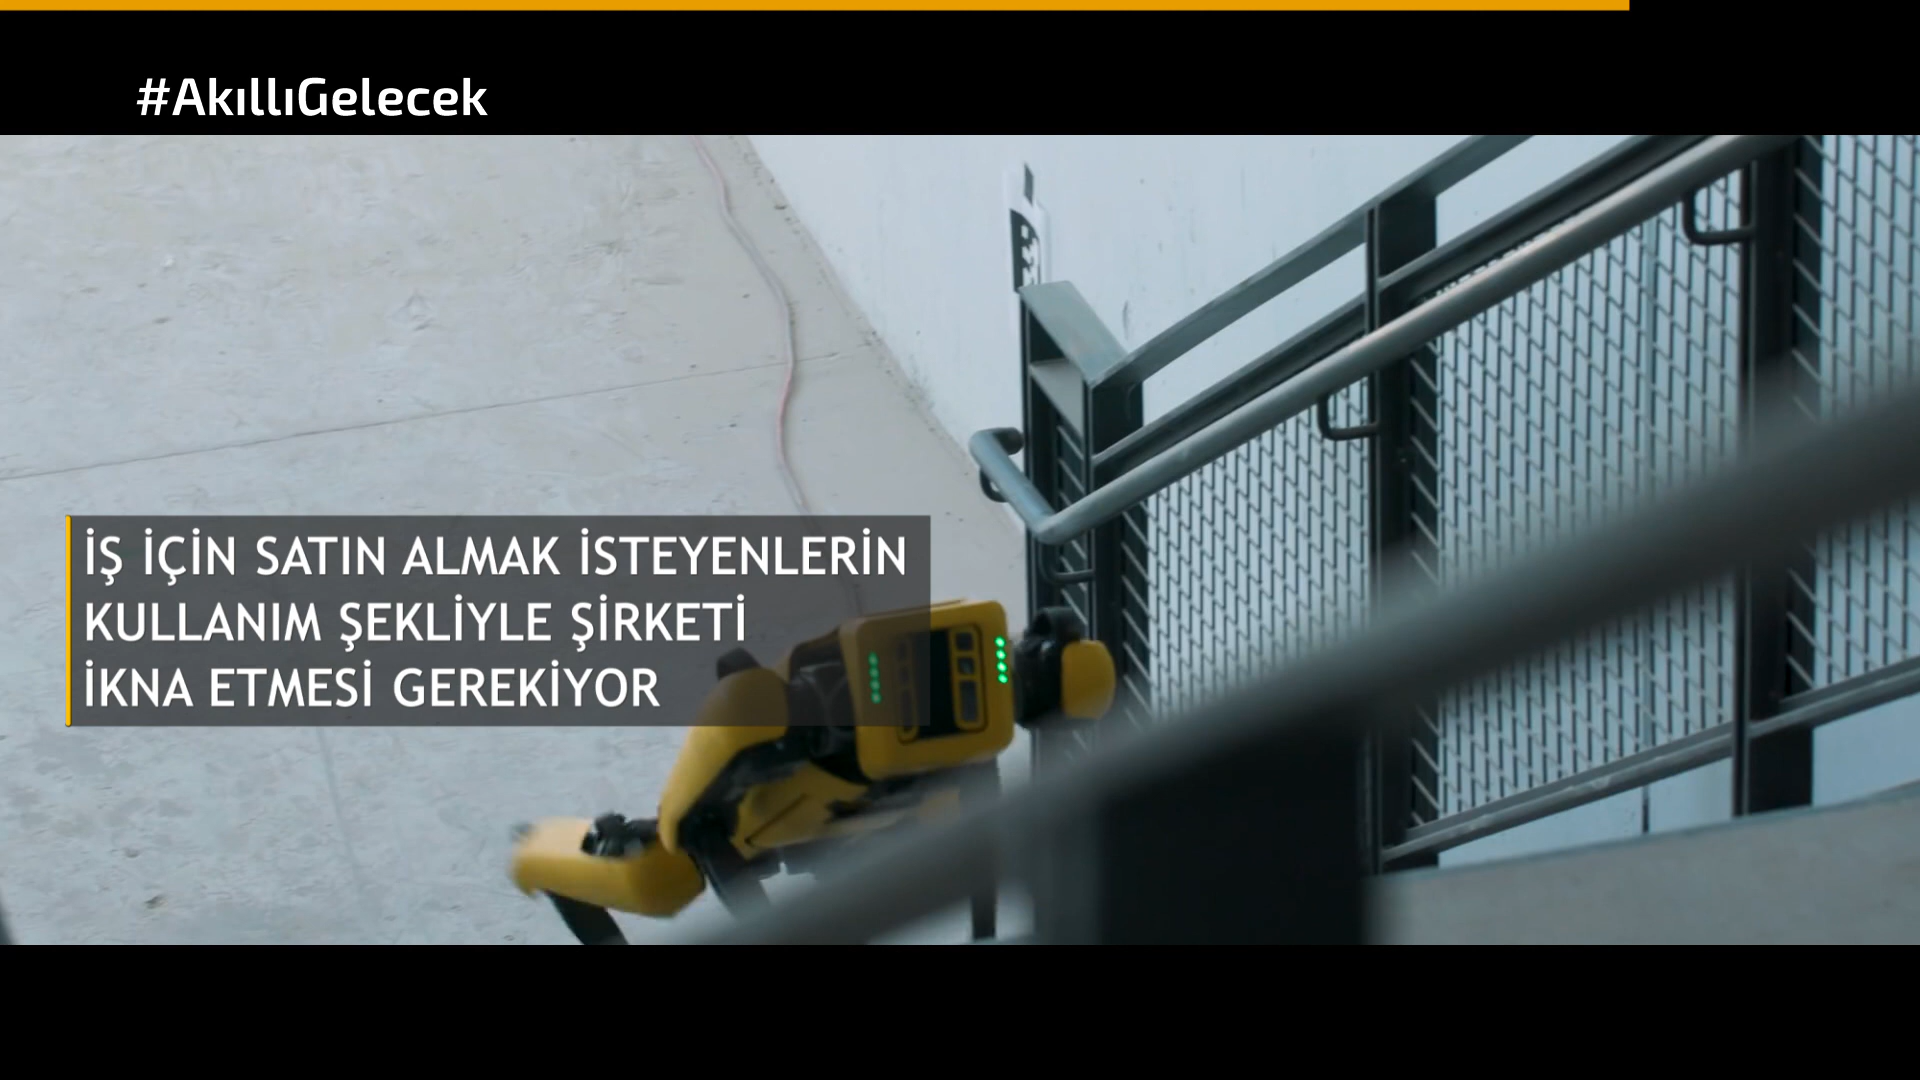 #AkıllıGelecek
İŞ İÇİN SATIN ALMAK İSTEYENLERİN
KULLANIM ŞEKLİYLE ŞİRKETİ
İKNA ETMESİ GEREKİYOR